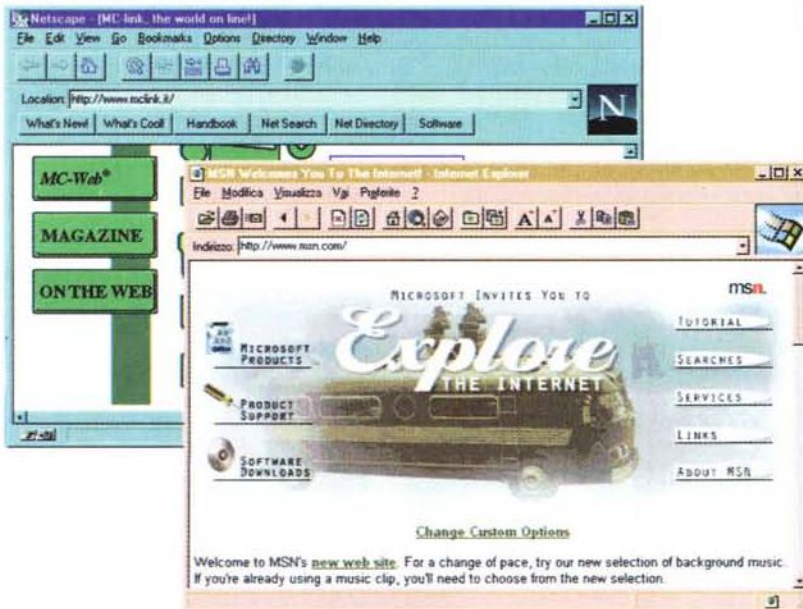 Netscape - [MC-link, the world on line!]
File Edit View Go Bookmarks Options Directory Window Help
Location: http://www.mclink.it/
N
What's New! What's Cool! Handbook Net Search Net Directory Software
MC-Web®
MAGAZINE
ON THE WEB
MSN Welcomes You To The Internet! - Internet Explorer
File Modifica Visualizza Vai Preferite ?
Indirizzo: http://www.msn.com/
MICROSOFT INVITES YOU TO
msn.
Explore
THE INTERNET
MICROSOFT
PRODUCTS
PRODUCT
SUPPORT
SOFTWARE
DOWNLOADS
TUTORIAL
SEARCHES
SERVICES
LINKS
ABOUT MSN
Change Custom Options
Welcome to MSN's new web site. For a change of pace, try our new selection of background music.
If you're already using a music clip, you'll need to choose from the new selection.